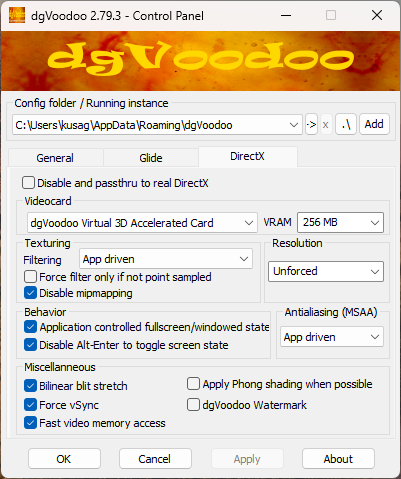 dgVoodoo 2.79.3 - Control Panel
dgVoodoo
Config folder / Running instance
C:\Users\kusag\AppData\Roaming\dgVoodoo -> x .\ Add
General Glide DirectX
Disable and passthru to real DirectX
Videocard
dgVoodoo Virtual 3D Accelerated Card VRAM 256 MB
Texturing Resolution
Filtering App driven
Unforced
Force filter only if not point sampled
Disable mipmapping
Behavior Antialiasing (MSAA)
Application controlled fullscreen/windowed state
App driven
Disable Alt-Enter to toggle screen state
Miscellaneous
Bilinear blit stretch Apply Phong shading when possible
Force vSync dgVoodoo Watermark
Fast video memory access
OK Cancel Apply About